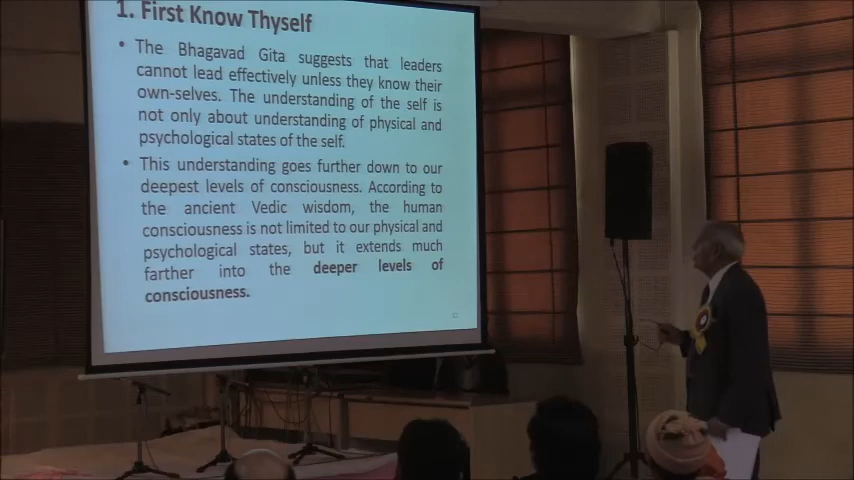 1. First Know Thyself
• The Bhagavad Gita suggests that leaders
cannot lead effectively unless they know their
own-selves. The understanding of the self is
not only about understanding of physical and
psychological states of the self.
• This understanding goes further down to our
deepest levels of consciousness. According to
the ancient Vedic wisdom, the human
consciousness is not limited to our physical and
psychological states, but it extends much
farther into the deeper levels of
consciousness.